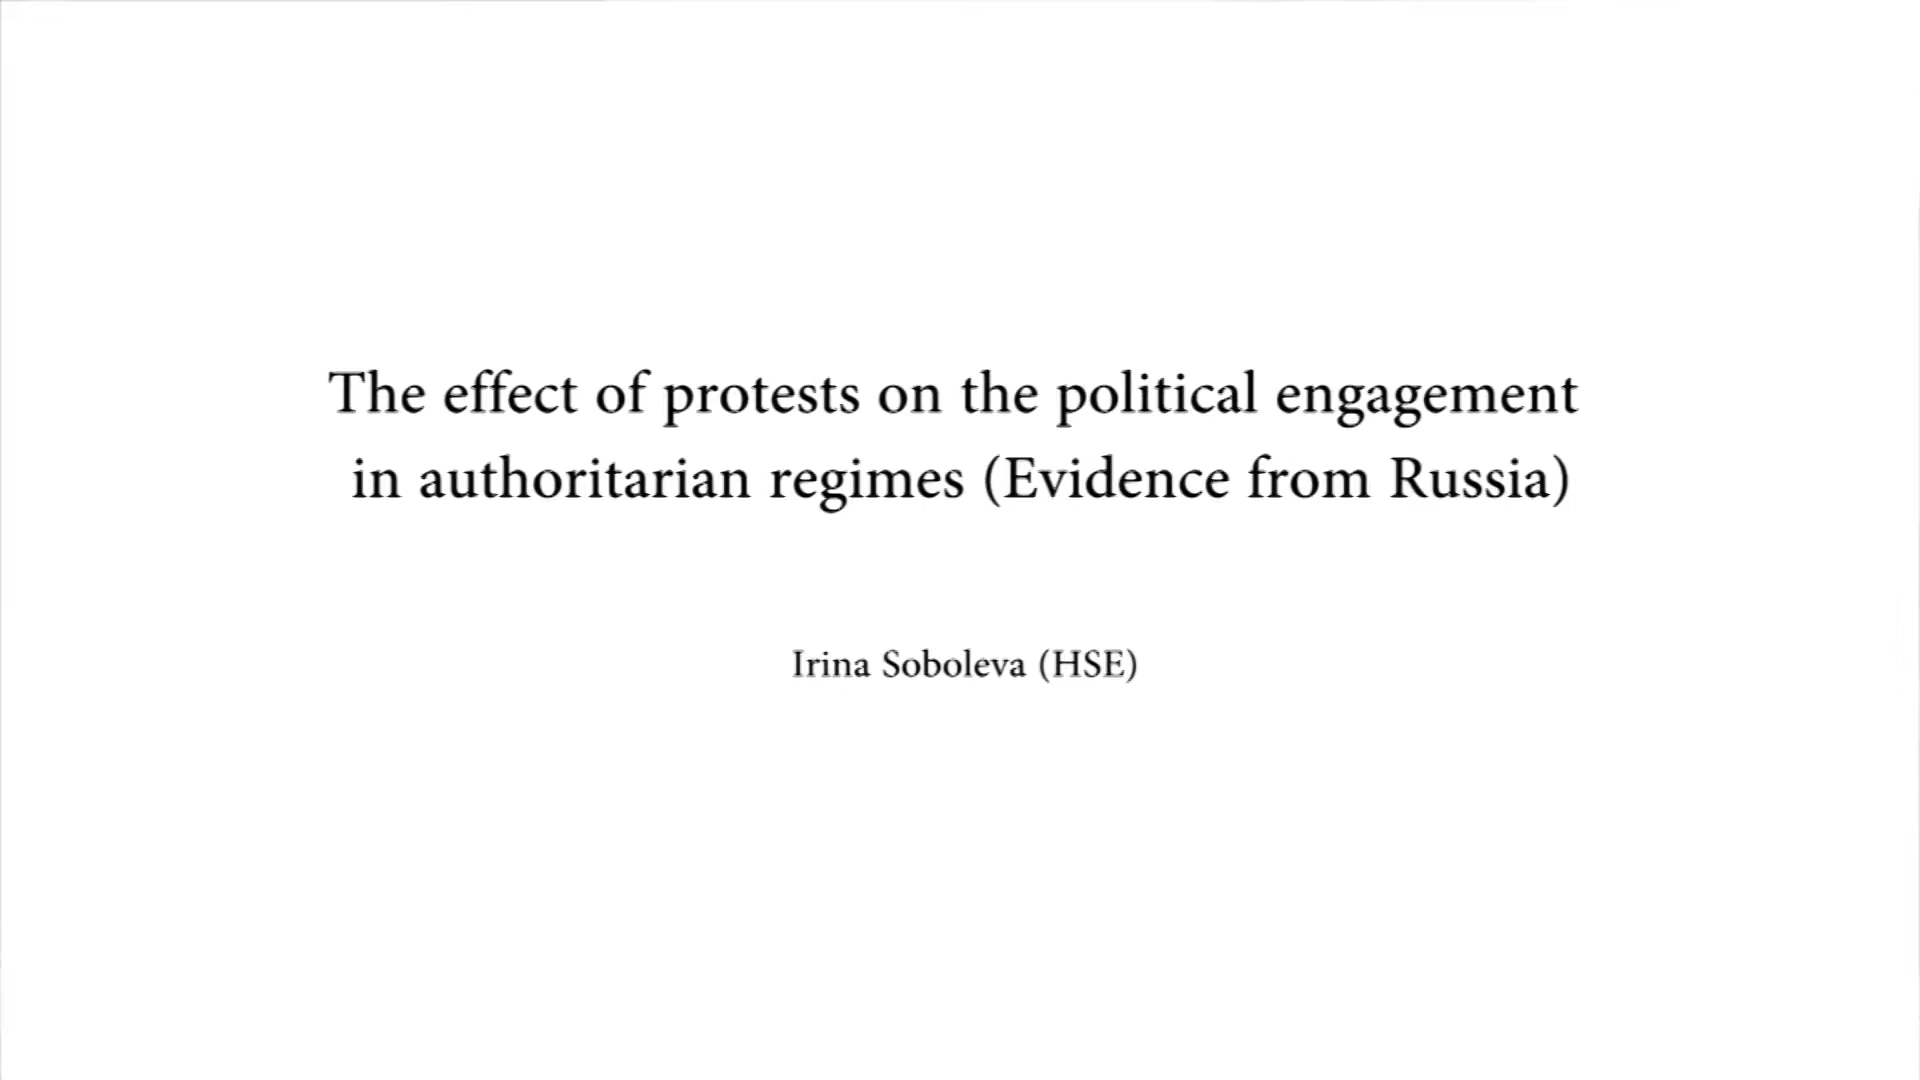 The effect of protests on the political engagement
in authoritarian regimes (Evidence from Russia)
Irina Soboleva (HSE)